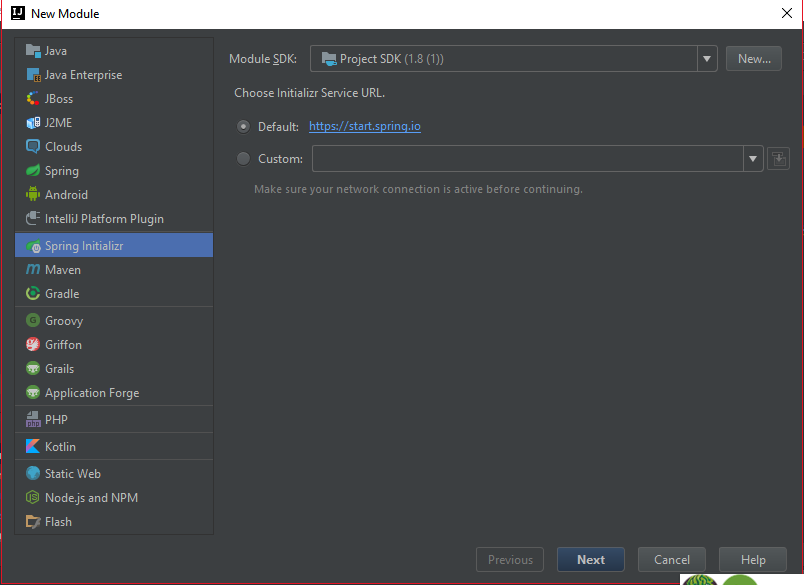 New Module
Java
Java Enterprise
JBoss
J2ME
Clouds
Spring
Android
IntelliJ Platform Plugin
Spring Initializr
Maven
Gradle
Groovy
Griffon
Grails
Application Forge
PHP
Kotlin
Static Web
Node.js and NPM
Flash
Module SDK: Project SDK (1.8 (1)) New...
Choose Initializr Service URL.
Default: https://start.spring.io
Custom:
Make sure your network connection is active before continuing.
Previous Next Cancel Help